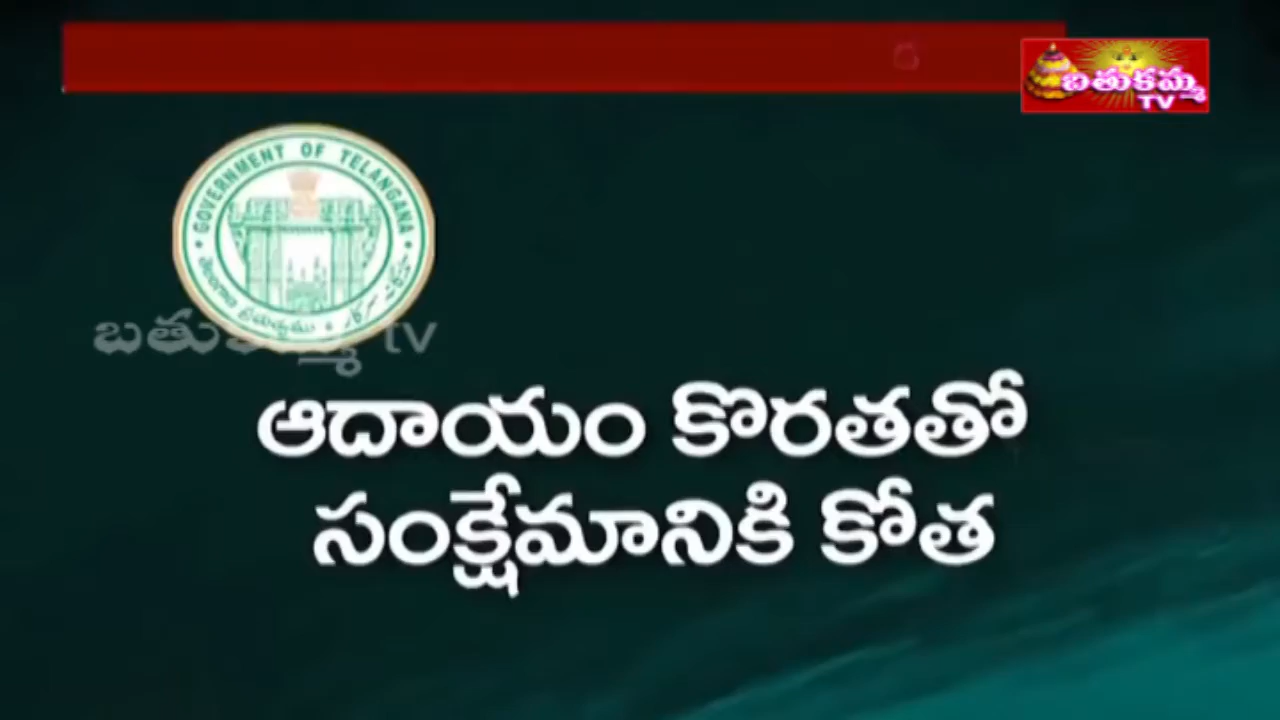 బతుకమ్మ
TV
GOVERNMENT OF TELANGANA
బతుకమ్మ tv
ఆదాయం కొరతతో
సంక్షేమానికి కోత